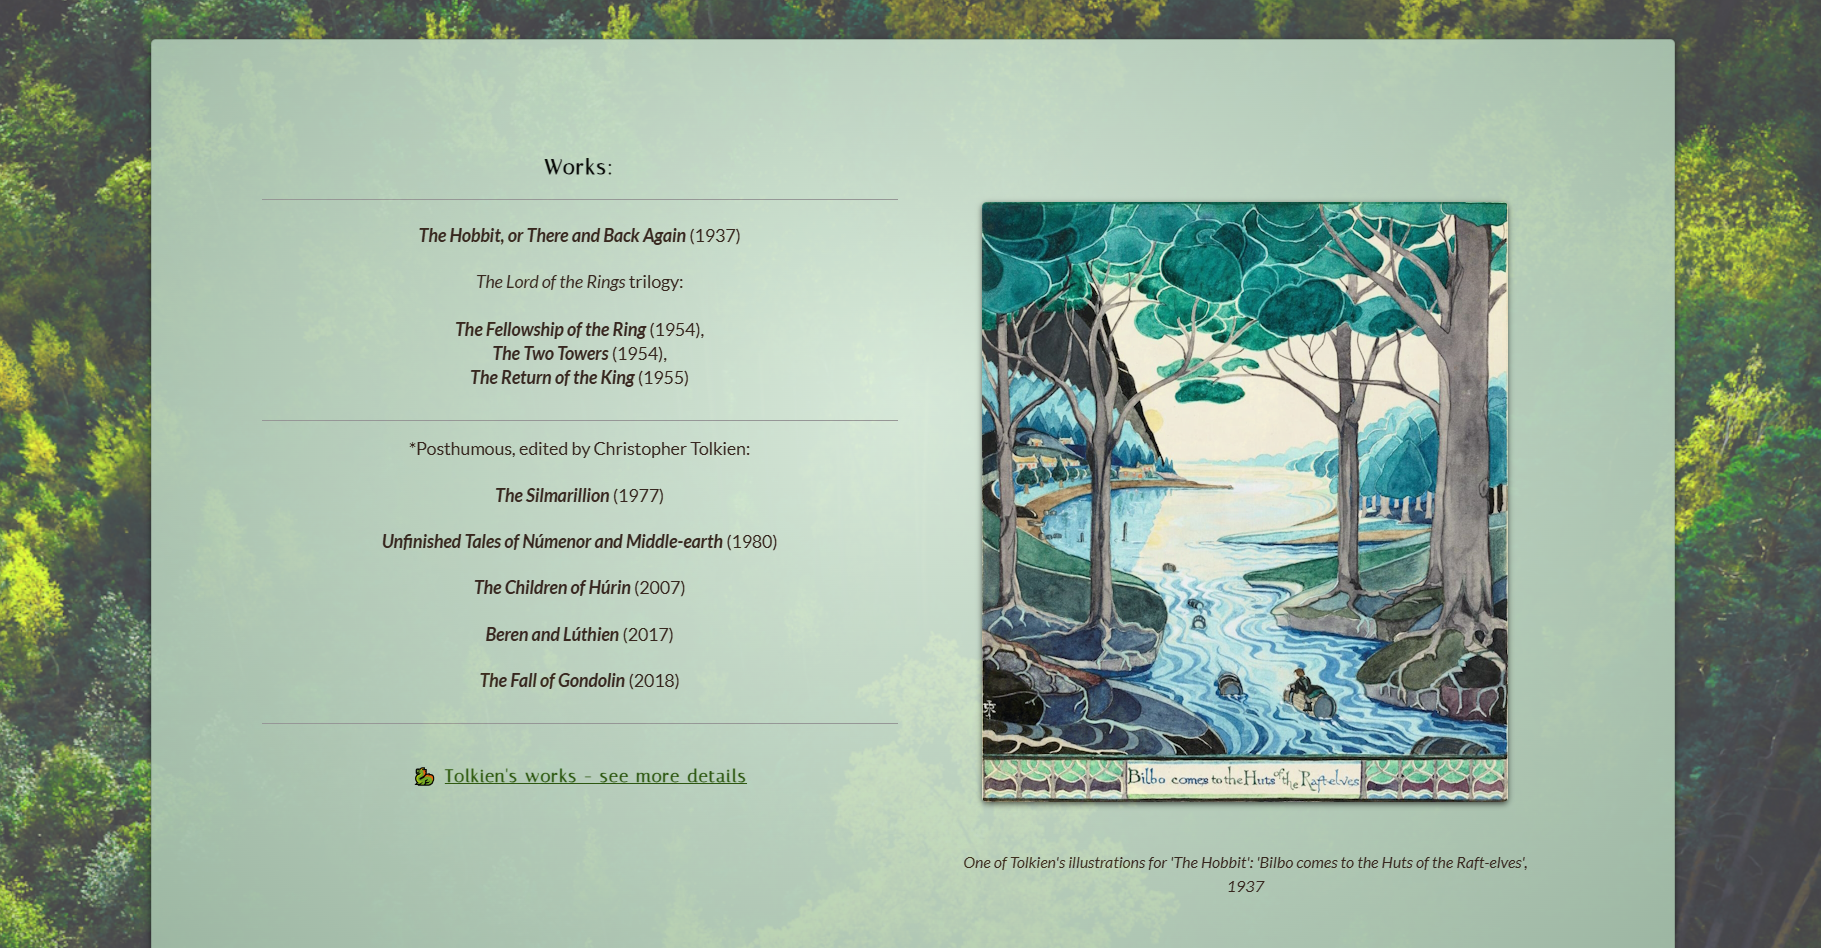 Works:
The Hobbit, or There and Back Again (1937)
The Lord of the Rings trilogy:
The Fellowship of the Ring (1954),
The Two Towers (1954),
The Return of the King (1955)
*Posthumous, edited by Christopher Tolkien:
The Silmarillion (1977)
Unfinished Tales of Númenor and Middle-earth (1980)
The Children of Húrin (2007)
Beren and Lúthien (2017)
The Fall of Gondolin (2018)
Tolkien's works - see more details
Bilbo comes to the Huts of the Raft-elves
One of Tolkien's illustrations for 'The Hobbit': 'Bilbo comes to the Huts of the Raft-elves',
1937